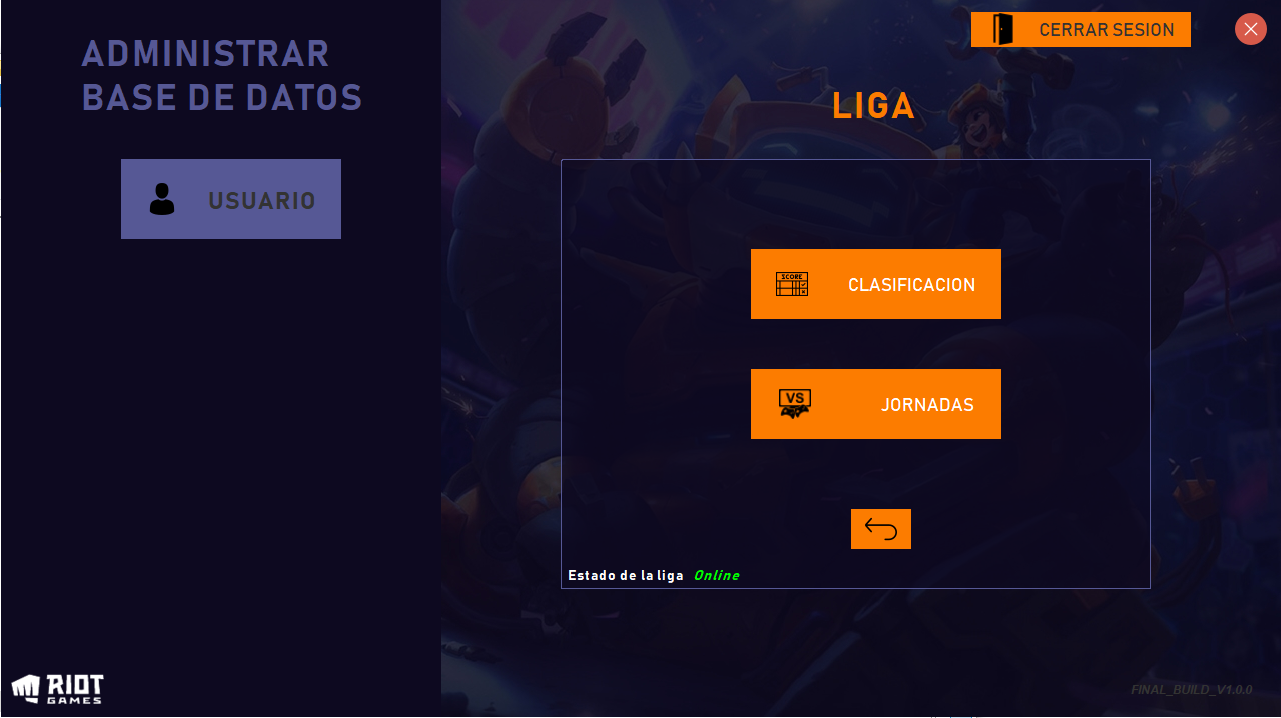 ADMINISTRAR
BASE DE DATOS
USUARIO
CERRAR SESION
LIGA
SCORE
CLASIFICACION
VS
JORNADAS
Estado de la liga Online
RIOT
GAMES
FINAL_BUILD_V1.0.0